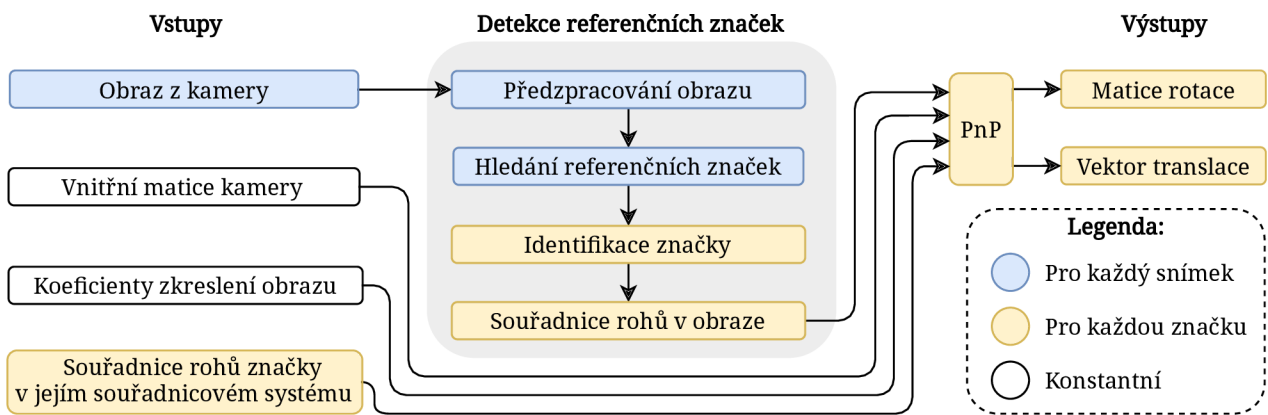 Vstupy
Detekce referenčních značek
Výstupy
Obraz z kamery
Předzpracování obrazu
PnP
Matice rotace
Hledání referenčních značek
Vektor translace
Vnitřní matice kamery
Identifikace značky
Koeficienty zkreslení obrazu
Souřadnice rohů v obraze
Souřadnice rohů značky
v jejím souřadnicovém systému
Legenda:
Pro každý snímek
Pro každou značku
Konstantní